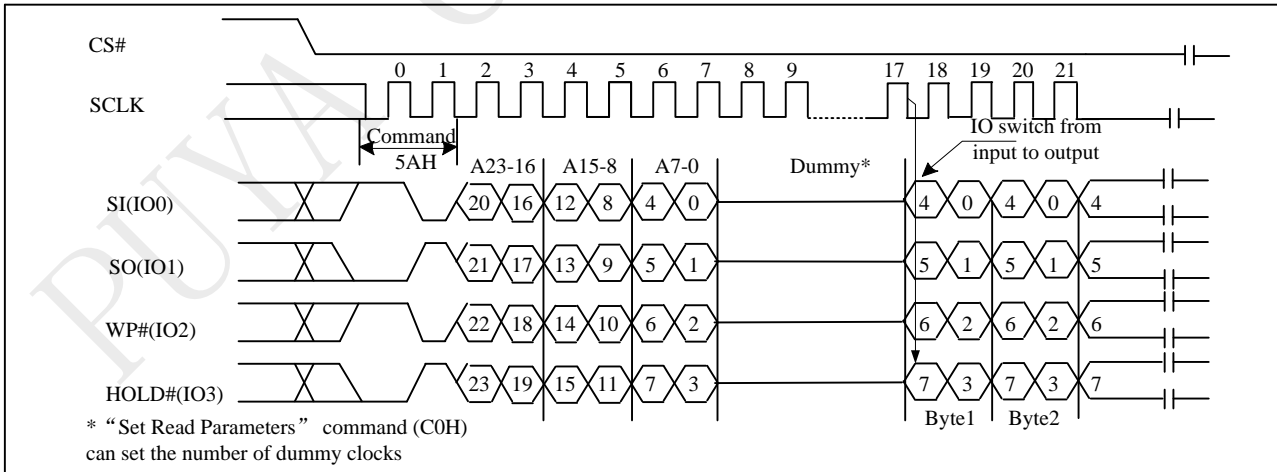 CS#
0 1 2 3 4 5 6 7 8 9 17 18 19 20 21
SCLK
Command
5AH
IO switch from
input to output
A23-16 A15-8 A7-0 Dummy*
SI(IO0) 20 16 12 8 4 0 4 0 4 0 4
SO(IO1) 21 17 13 9 5 1 5 1 5 1 5
WP#(IO2) 22 18 14 10 6 2 6 2 6 2 6
HOLD#(IO3) 23 19 15 11 7 3 7 3 7 3 7
Byte1 Byte2
* “Set Read Parameters” command (C0H)
can set the number of dummy clocks
PUYA